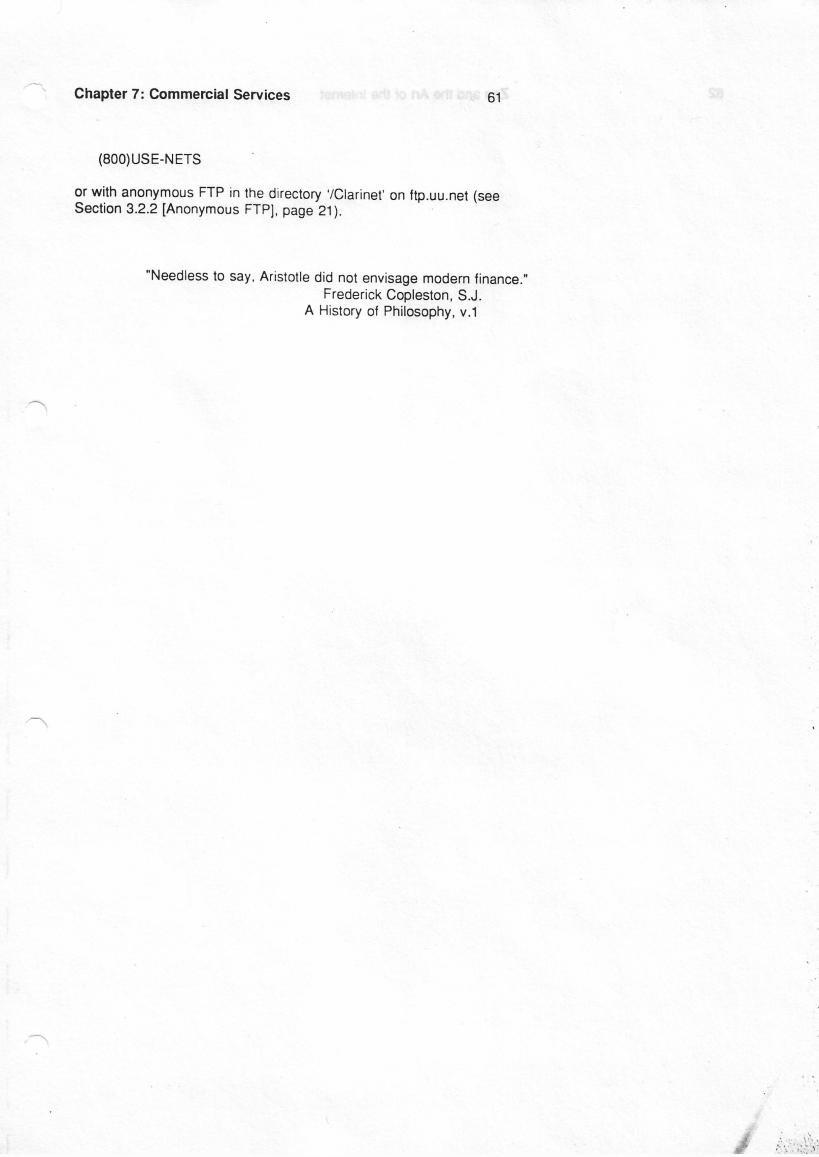 Chapter 7: Commercial Services 61
(800)USE-NETS
or with anonymous FTP in the directory '/Clarinet' on ftp.uu.net (see
Section 3.2.2 [Anonymous FTP], page 21).
"Needless to say, Aristotle did not envisage modern finance."
Frederick Copleston, S.J.
A History of Philosophy, v.1